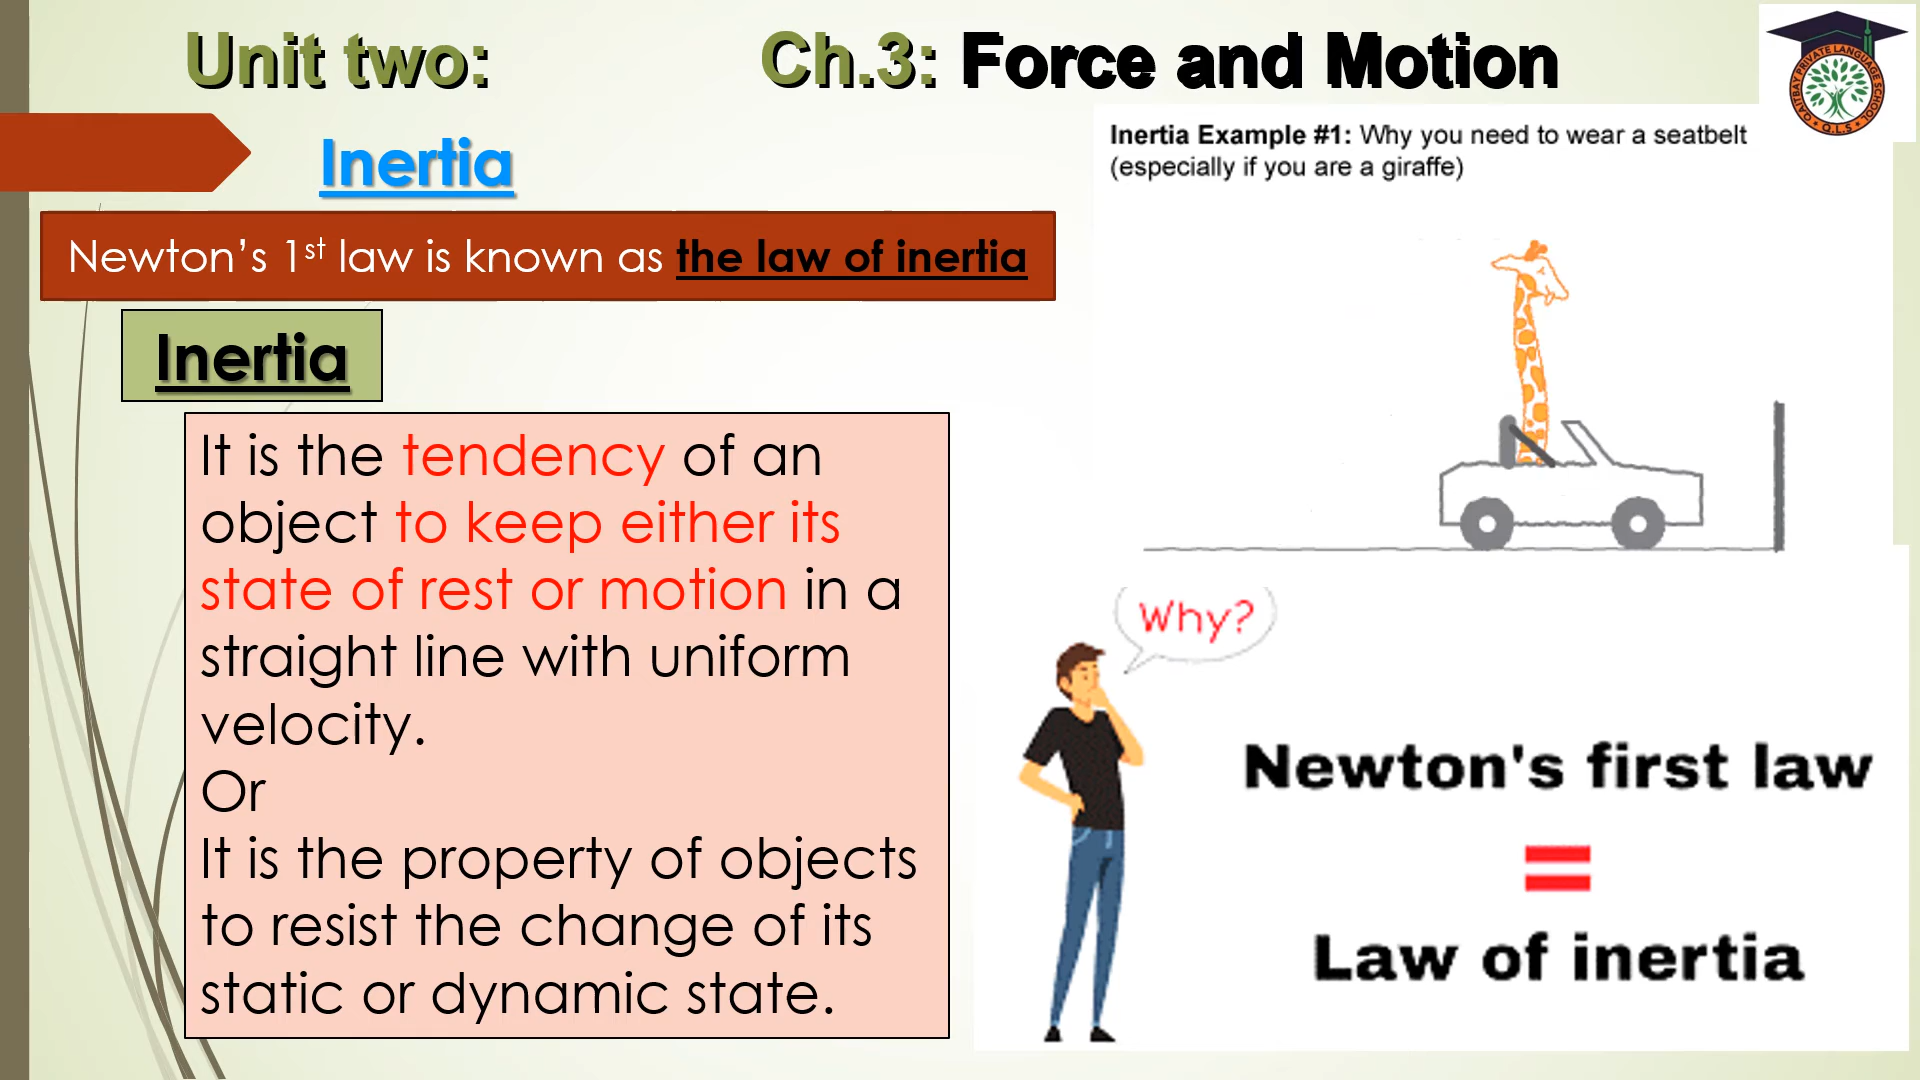 Unit two: Ch.3: Force and Motion
Inertia
Newton’s 1st law is known as the law of inertia
Inertia
It is the tendency of an
object to keep either its
state of rest or motion in a
straight line with uniform
velocity.
Or
It is the property of objects
to resist the change of its
static or dynamic state.
QAITBAY PRIVATE LANGUAGE SCHOOL
Q.L.S
Inertia Example #1: Why you need to wear a seatbelt
(especially if you are a giraffe)
Why?
Newton's first law
=
Law of inertia